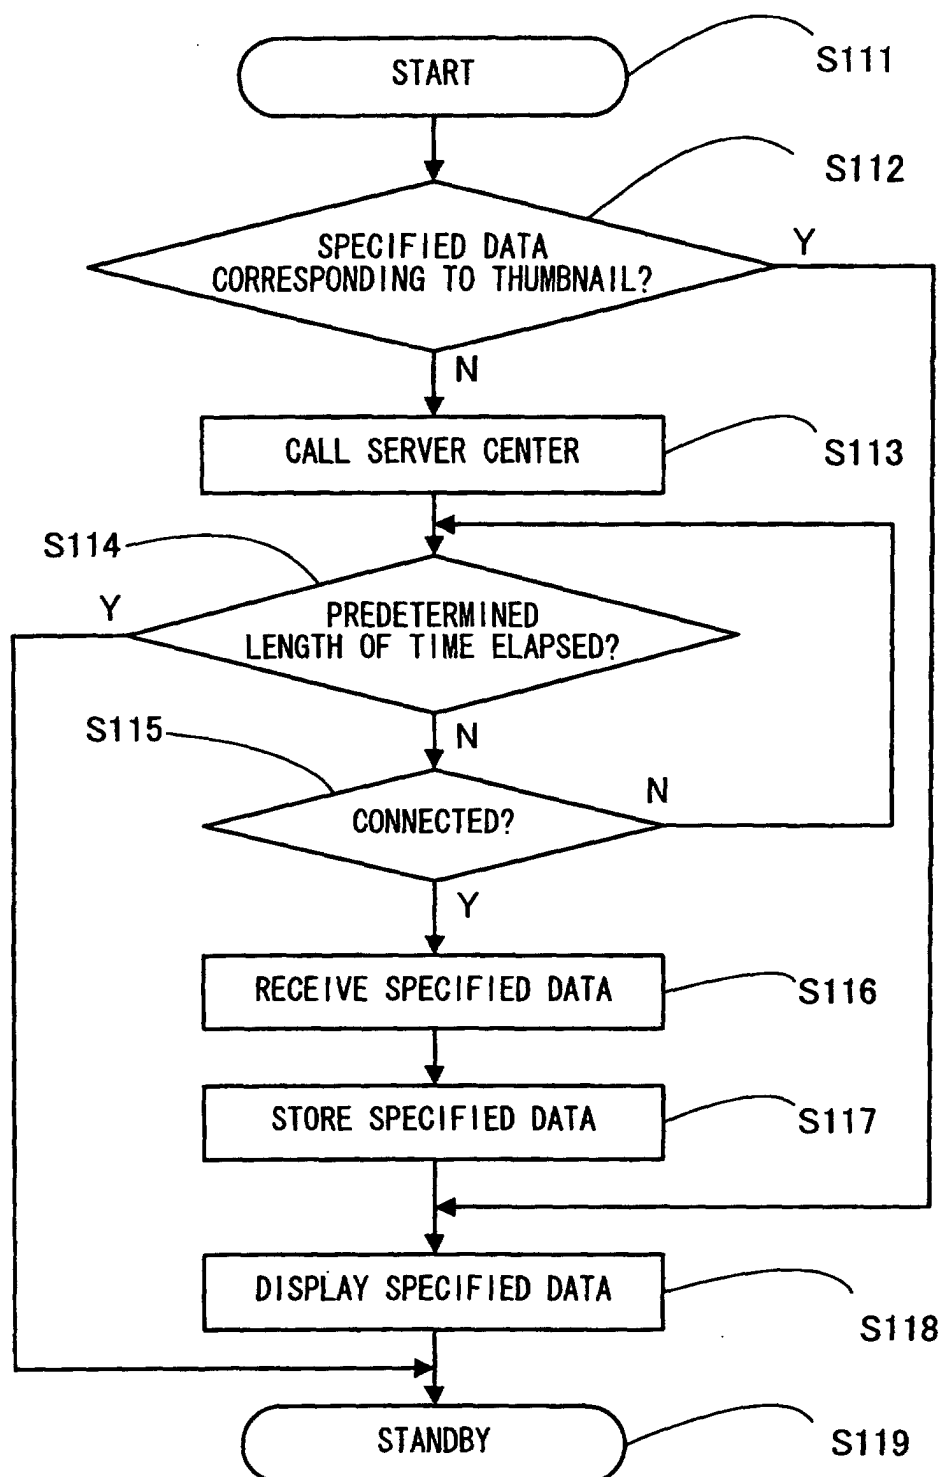 START
S111
S112
SPECIFIED DATA
CORRESPONDING TO THUMBNAIL?
Y
N
CALL SERVER CENTER
S113
S114
Y
PREDETERMINED
LENGTH OF TIME ELAPSED?
N
S115
CONNECTED?
N
Y
RECEIVE SPECIFIED DATA
S116
STORE SPECIFIED DATA
S117
DISPLAY SPECIFIED DATA
S118
STANDBY
S119